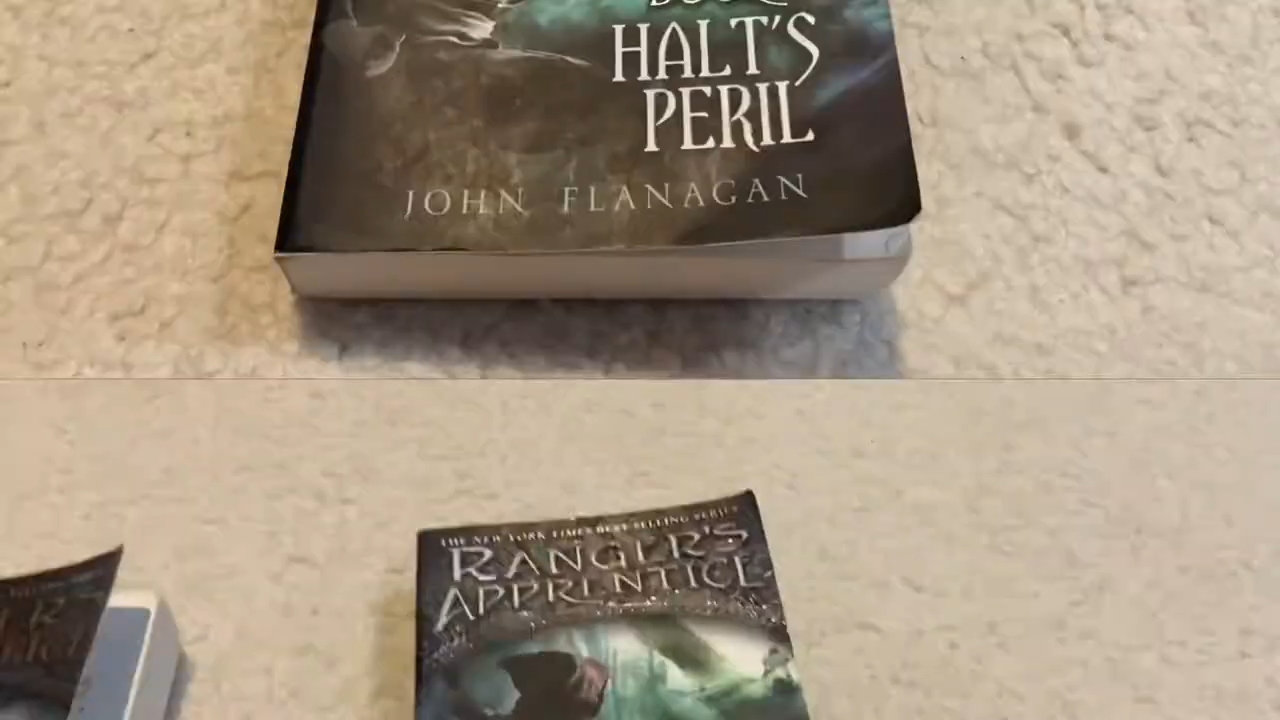 HALT'S
PERIL
JOHN FLANAGAN
THE NEW YORK TIMES BEST-SELLING SERIES
RANGER'S
APPRENTICE